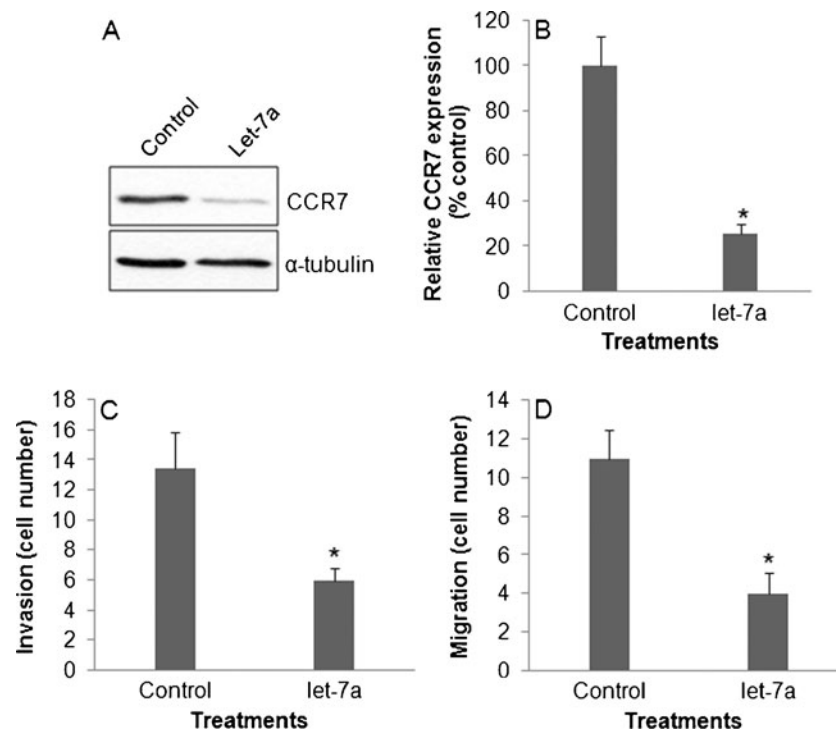 A
Control
Let-7a
CCR7
α-tubulin
B
Relative CCR7 expression
(% control)
120
100
80
60
40
20
0
Control
let-7a
*
Treatments
C
Invasion (cell number)
18
16
14
12
10
8
6
4
2
0
*
Control
let-7a
Treatments
D
Migration (cell number)
14
12
10
8
6
4
2
0
*
Control
let-7a
Treatments